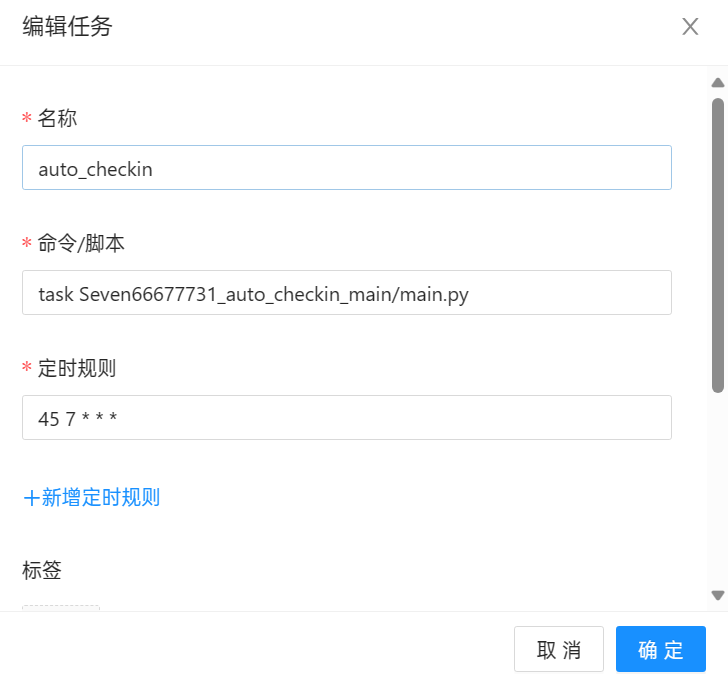 编辑任务
* 名称
auto_checkin
* 命令/脚本
task Seven66677731_auto_checkin_main/main.py
* 定时规则
45 7 * * *
+新增定时规则
标签
取 消
确 定